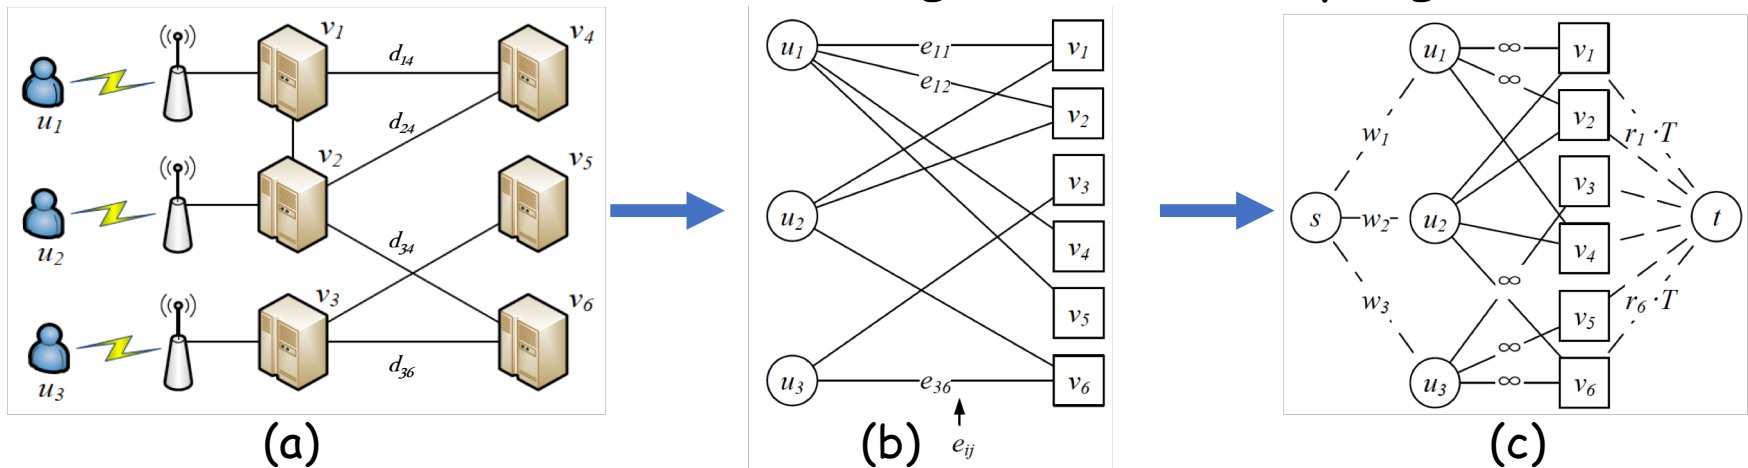 v1
d14
v4
u1
d24
v2
v5
u2
d34
v3
v6
d36
u3
(a)
u1
e11
v1
e12
v2
v3
u2
v4
v5
u3
e36
v6
eij
(b)
u1
∞
v1
∞
v2
w1
r1 · T
v3
s
w2
u2
t
v4
∞
w3
r6 · T
v5
∞
u3
∞
v6
(c)